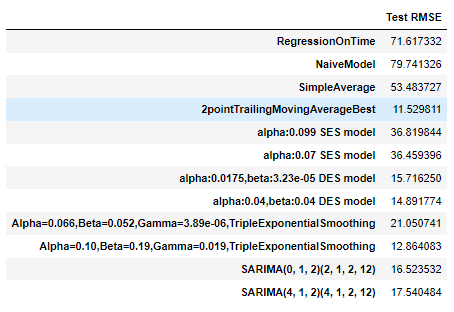 Test RMSE
RegressionOnTime 71.617332
NaiveModel 79.741326
SimpleAverage 53.483727
2pointTrailingMovingAverageBest 11.529811
alpha:0.099 SES model 36.819844
alpha:0.07 SES model 36.459396
alpha:0.0175,beta:3.23e-05 DES model 15.716250
alpha:0.04,beta:0.04 DES model 14.891774
Alpha=0.066,Beta=0.052,Gamma=3.89e-06,TripleExponentialSmoothing 21.050741
Alpha=0.10,Beta=0.19,Gamma=0.019,TripleExponentialSmoothing 12.864083
SARIMA(0, 1, 2)(2, 1, 2, 12) 16.523532
SARIMA(4, 1, 2)(4, 1, 2, 12) 17.540484